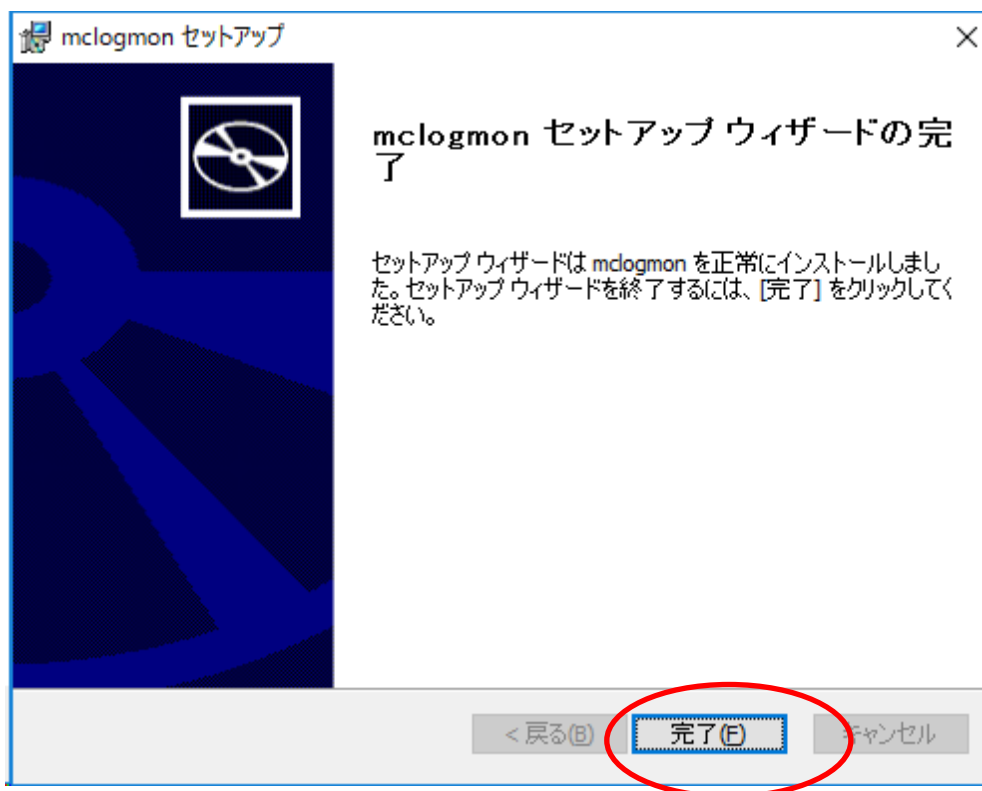 mclogmon セットアップ
mclogmon セットアップ ウィザードの完
了
セットアップ ウィザードは mclogmon を正常にインストールしまし
た。セットアップ ウィザードを終了するには、[完了] をクリックしてく
ださい。
< 戻る(B)
完了(F)
キャンセル